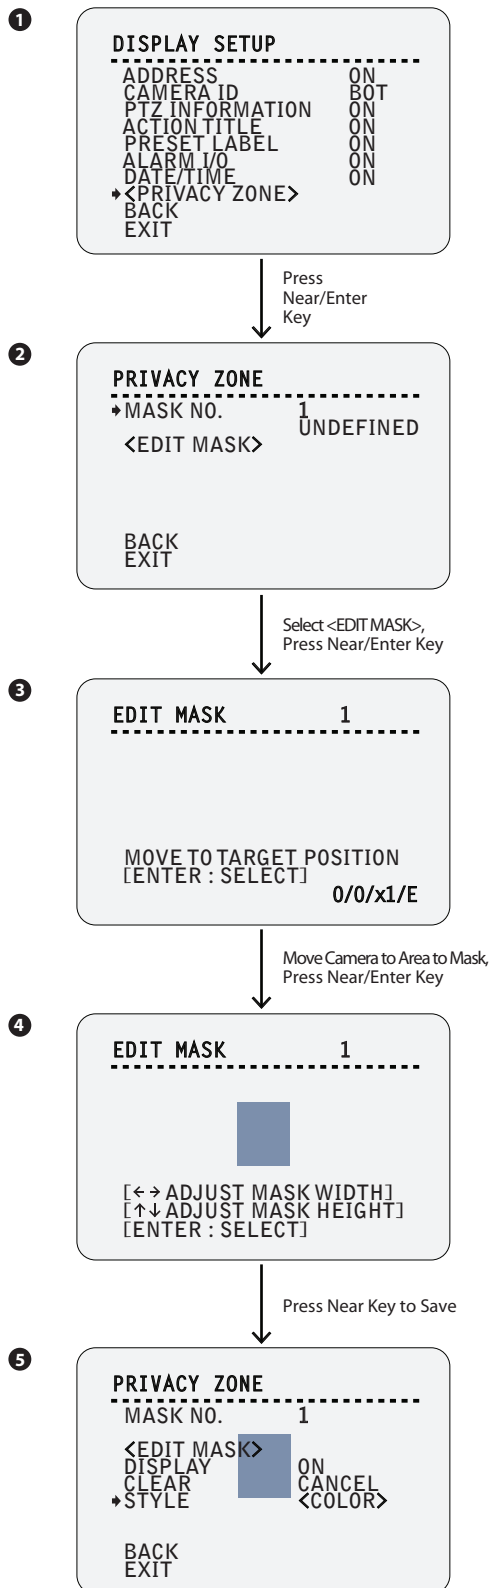 1
DISPLAY SETUP
ADDRESS ON
CAMERA ID BOT
PTZ INFORMATION ON
ACTION TITLE ON
PRESET LABEL ON
ALARM I/O ON
DATE/TIME ON
<PRIVACY ZONE>
BACK
EXIT
Press
Near/Enter
Key
2
PRIVACY ZONE
MASK NO. 1
UNDEFINED
<EDIT MASK>
BACK
EXIT
Select <EDIT MASK>,
Press Near/Enter Key
3
EDIT MASK 1
MOVE TO TARGET POSITION
[ENTER : SELECT]
0/0/x1/E
Move Camera to Area to Mask,
Press Near/Enter Key
4
EDIT MASK 1
[←→ ADJUST MASK WIDTH]
[↑↓ ADJUST MASK HEIGHT]
[ENTER : SELECT]
Press Near Key to Save
5
PRIVACY ZONE
MASK NO. 1
<EDIT MASK>
DISPLAY ON
CLEAR CANCEL
STYLE <COLOR>
BACK
EXIT